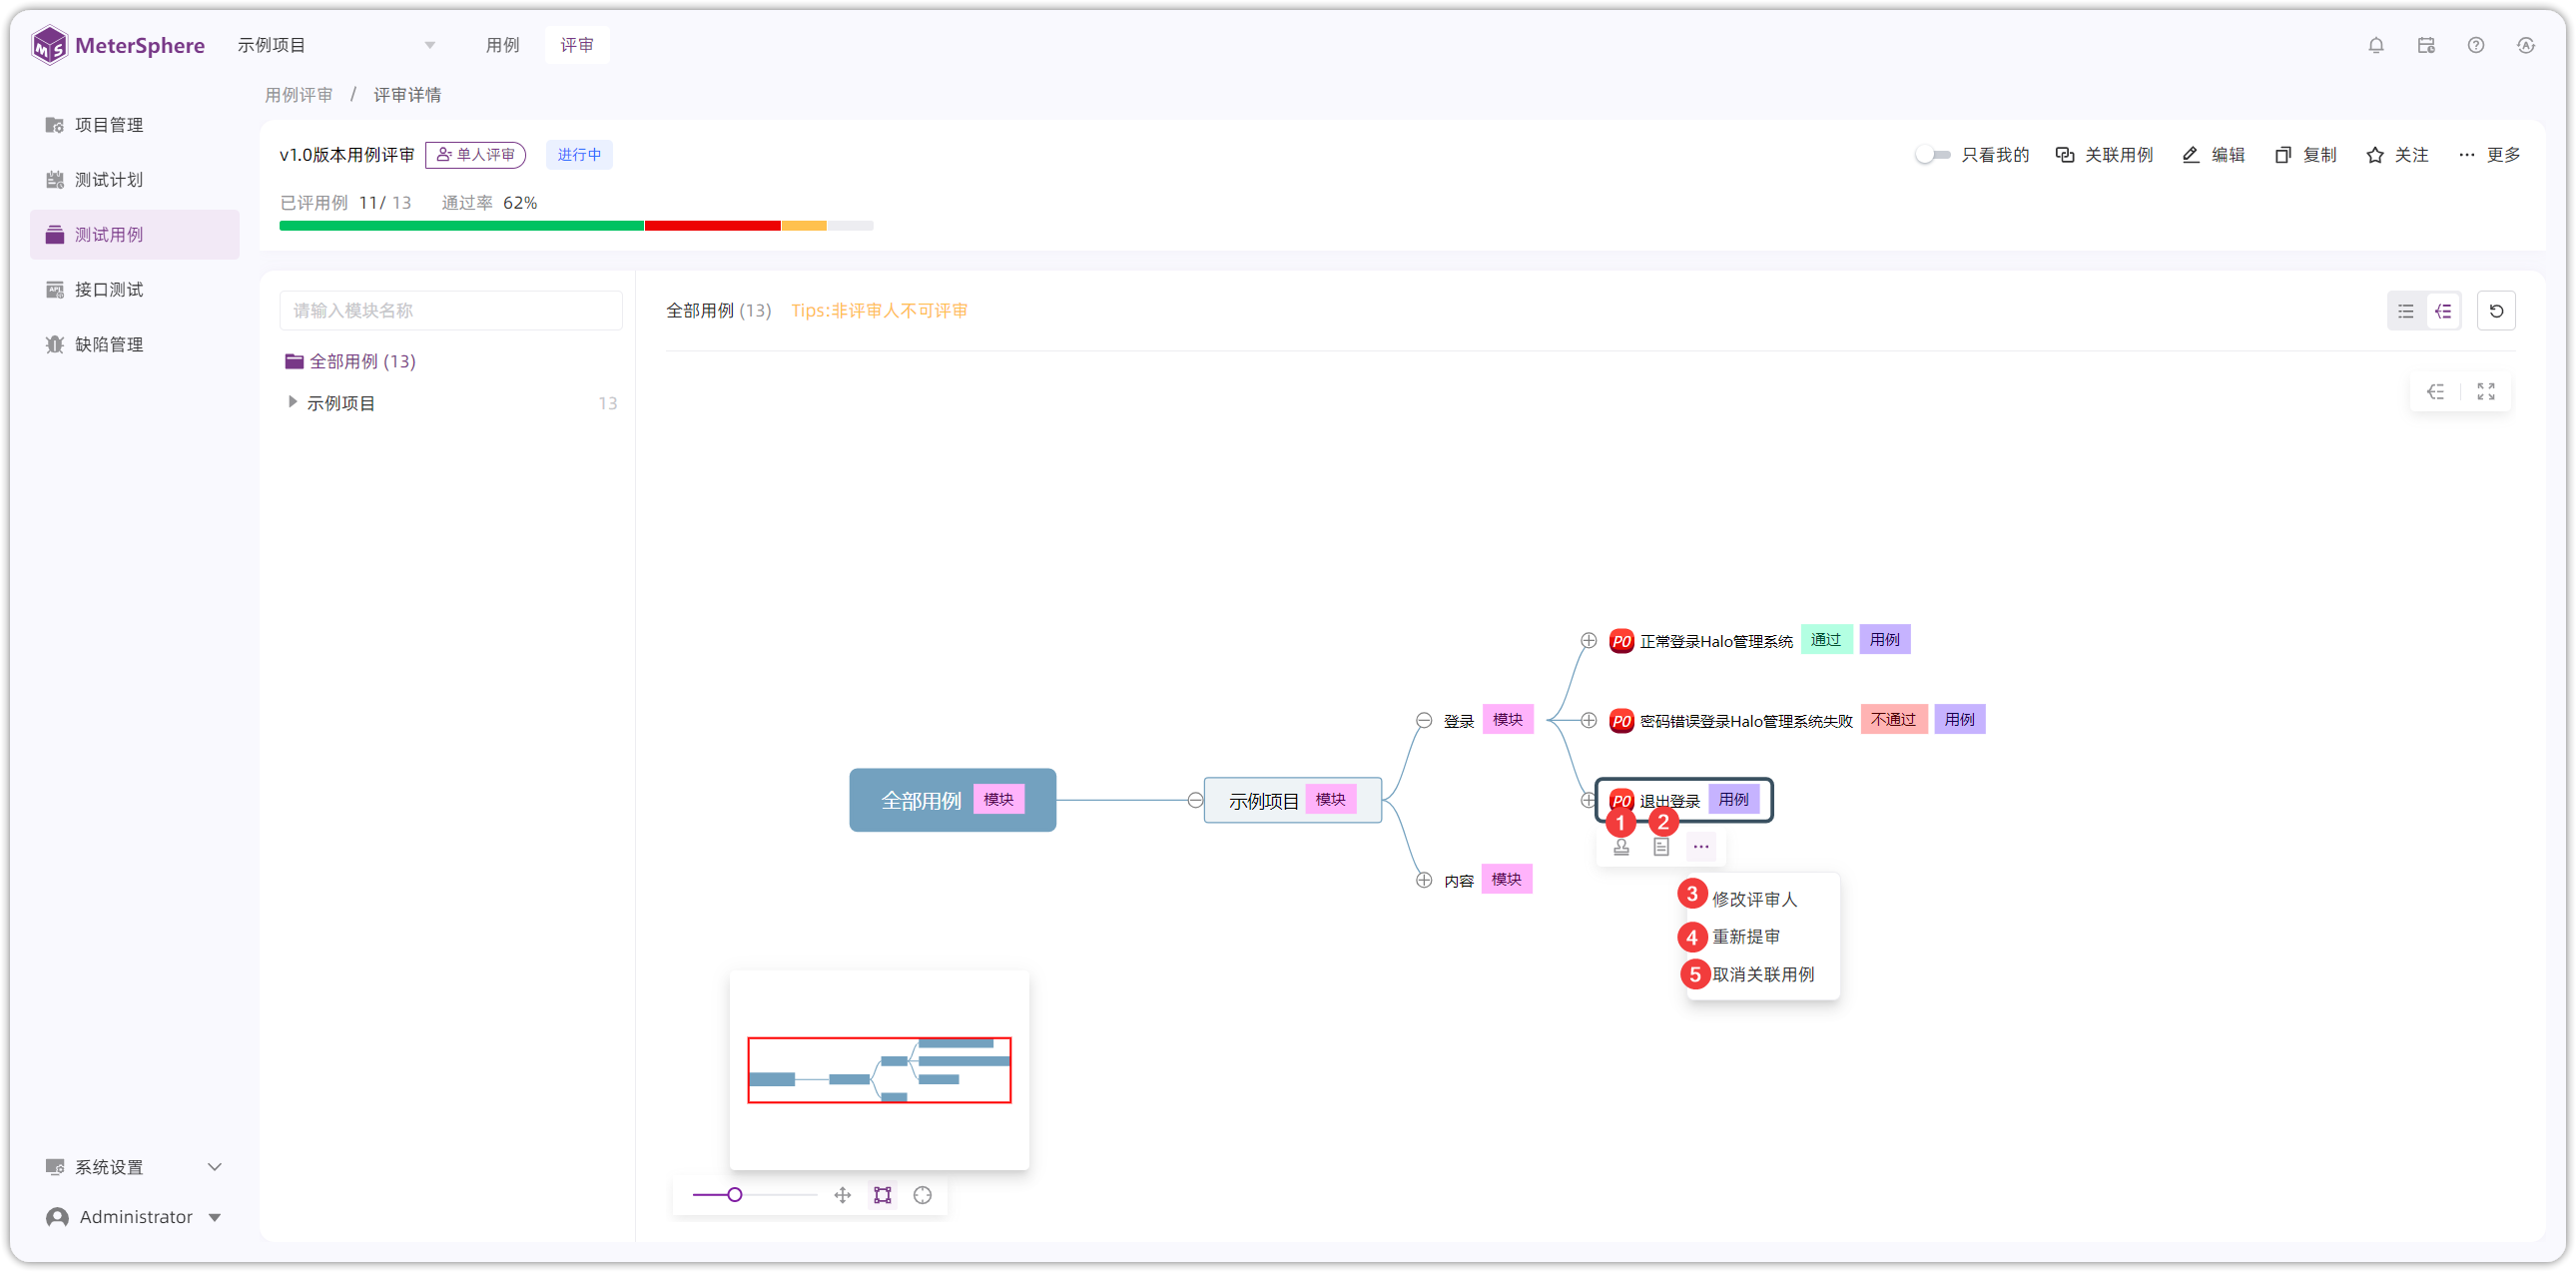 MeterSphere 示例项目 用例 评审
用例评审 / 评审详情
项目管理
测试计划
测试用例
接口测试
缺陷管理
系统设置
Administrator
v1.0版本用例评审 单人评审 进行中
只看我的 关联用例 编辑 复制 关注 更多
已评用例 11/ 13 通过率 62%
请输入模块名称
全部用例 (13)
示例项目 13
全部用例 (13) Tips:非评审人不可评审
P0 正常登录Halo管理系统 通过 用例
登录 模块
P0 密码错误登录Halo管理系统失败 不通过 用例
全部用例 模块
示例项目 模块
P0 退出登录 用例
1 2
内容 模块
3 修改评审人
4 重新提审
5 取消关联用例